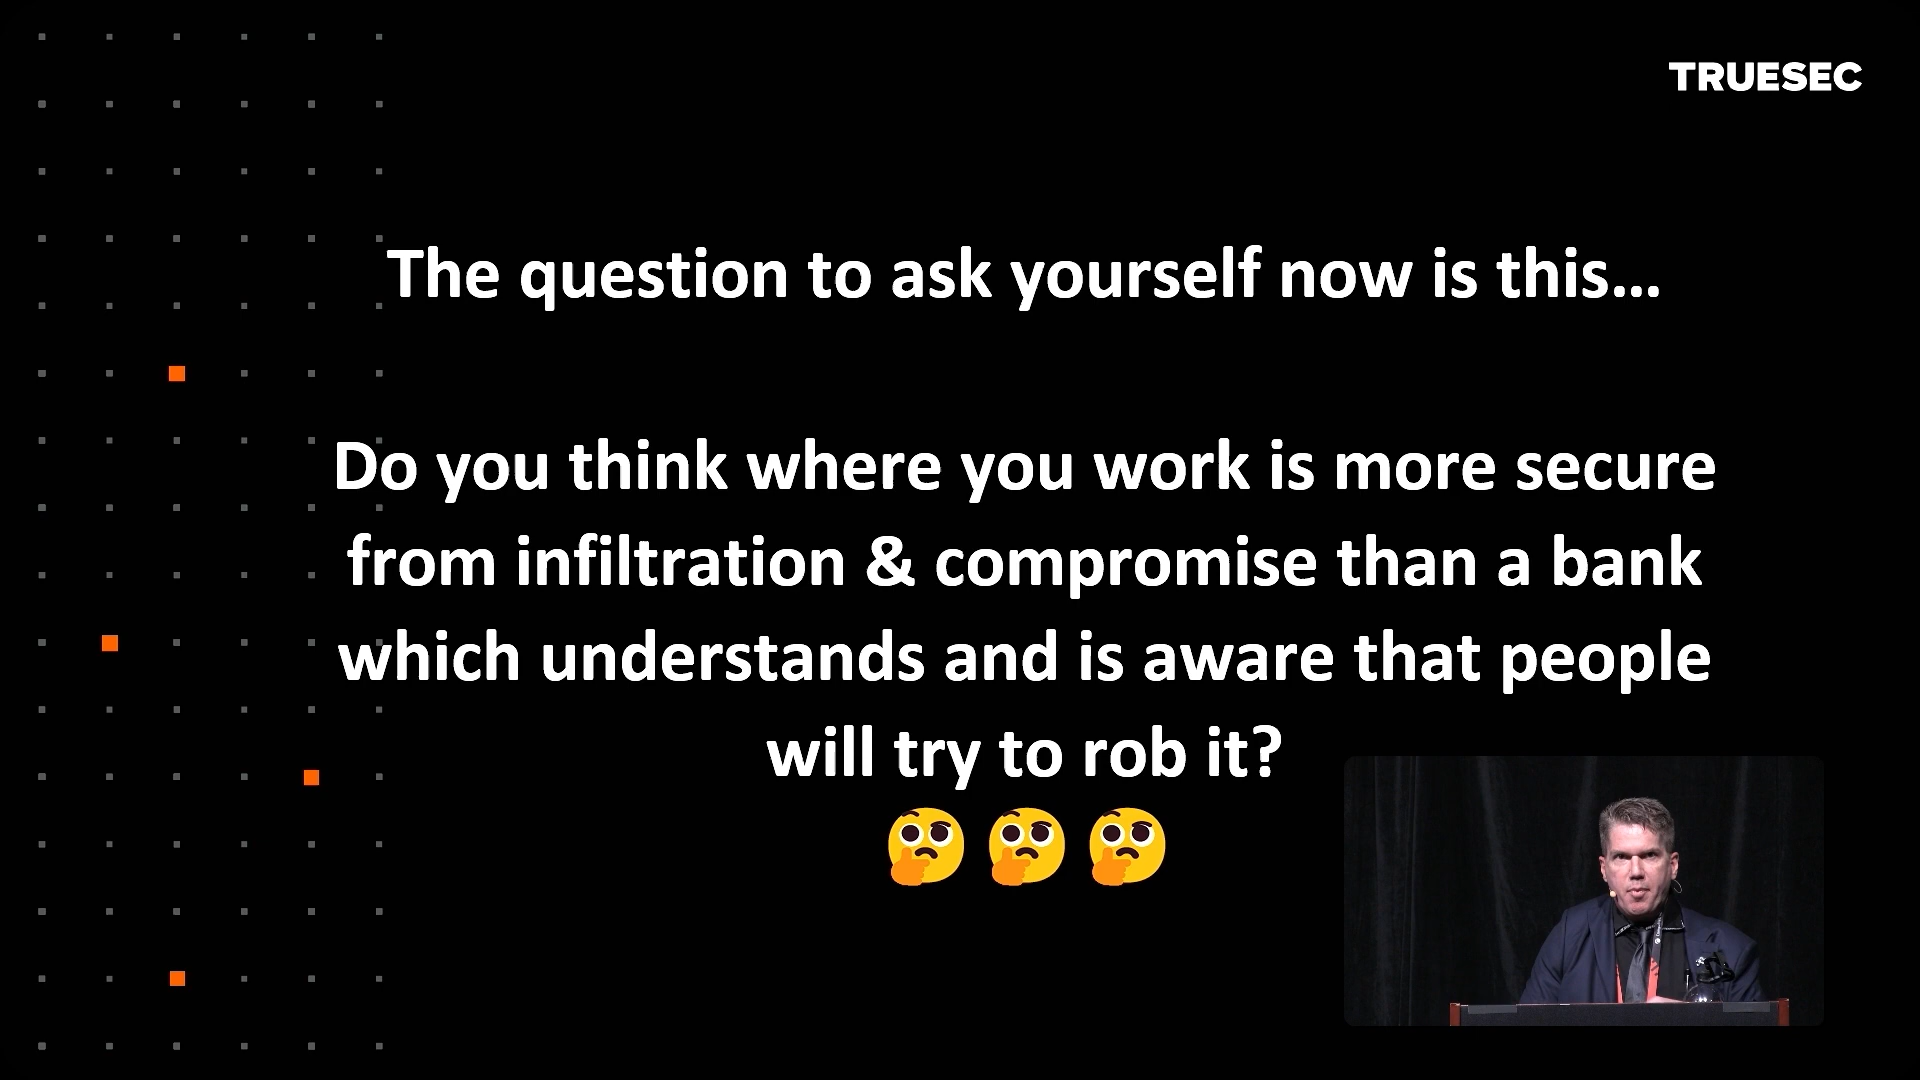 TRUESEC
The question to ask yourself now is this…
Do you think where you work is more secure
from infiltration & compromise than a bank
which understands and is aware that people
will try to rob it?